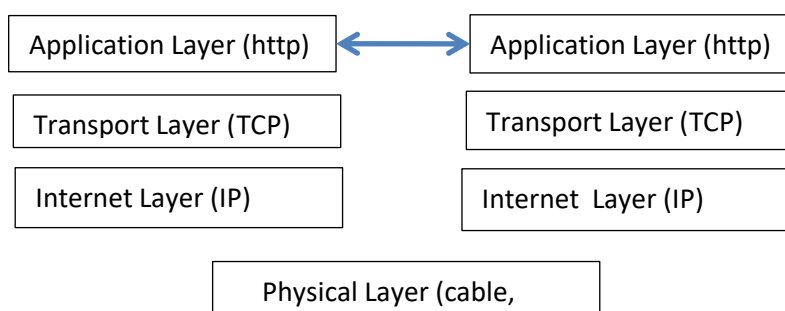 Application Layer (http)
Application Layer (http)
Transport Layer (TCP)
Transport Layer (TCP)
Internet Layer (IP)
Internet  Layer (IP)
Physical Layer (cable,